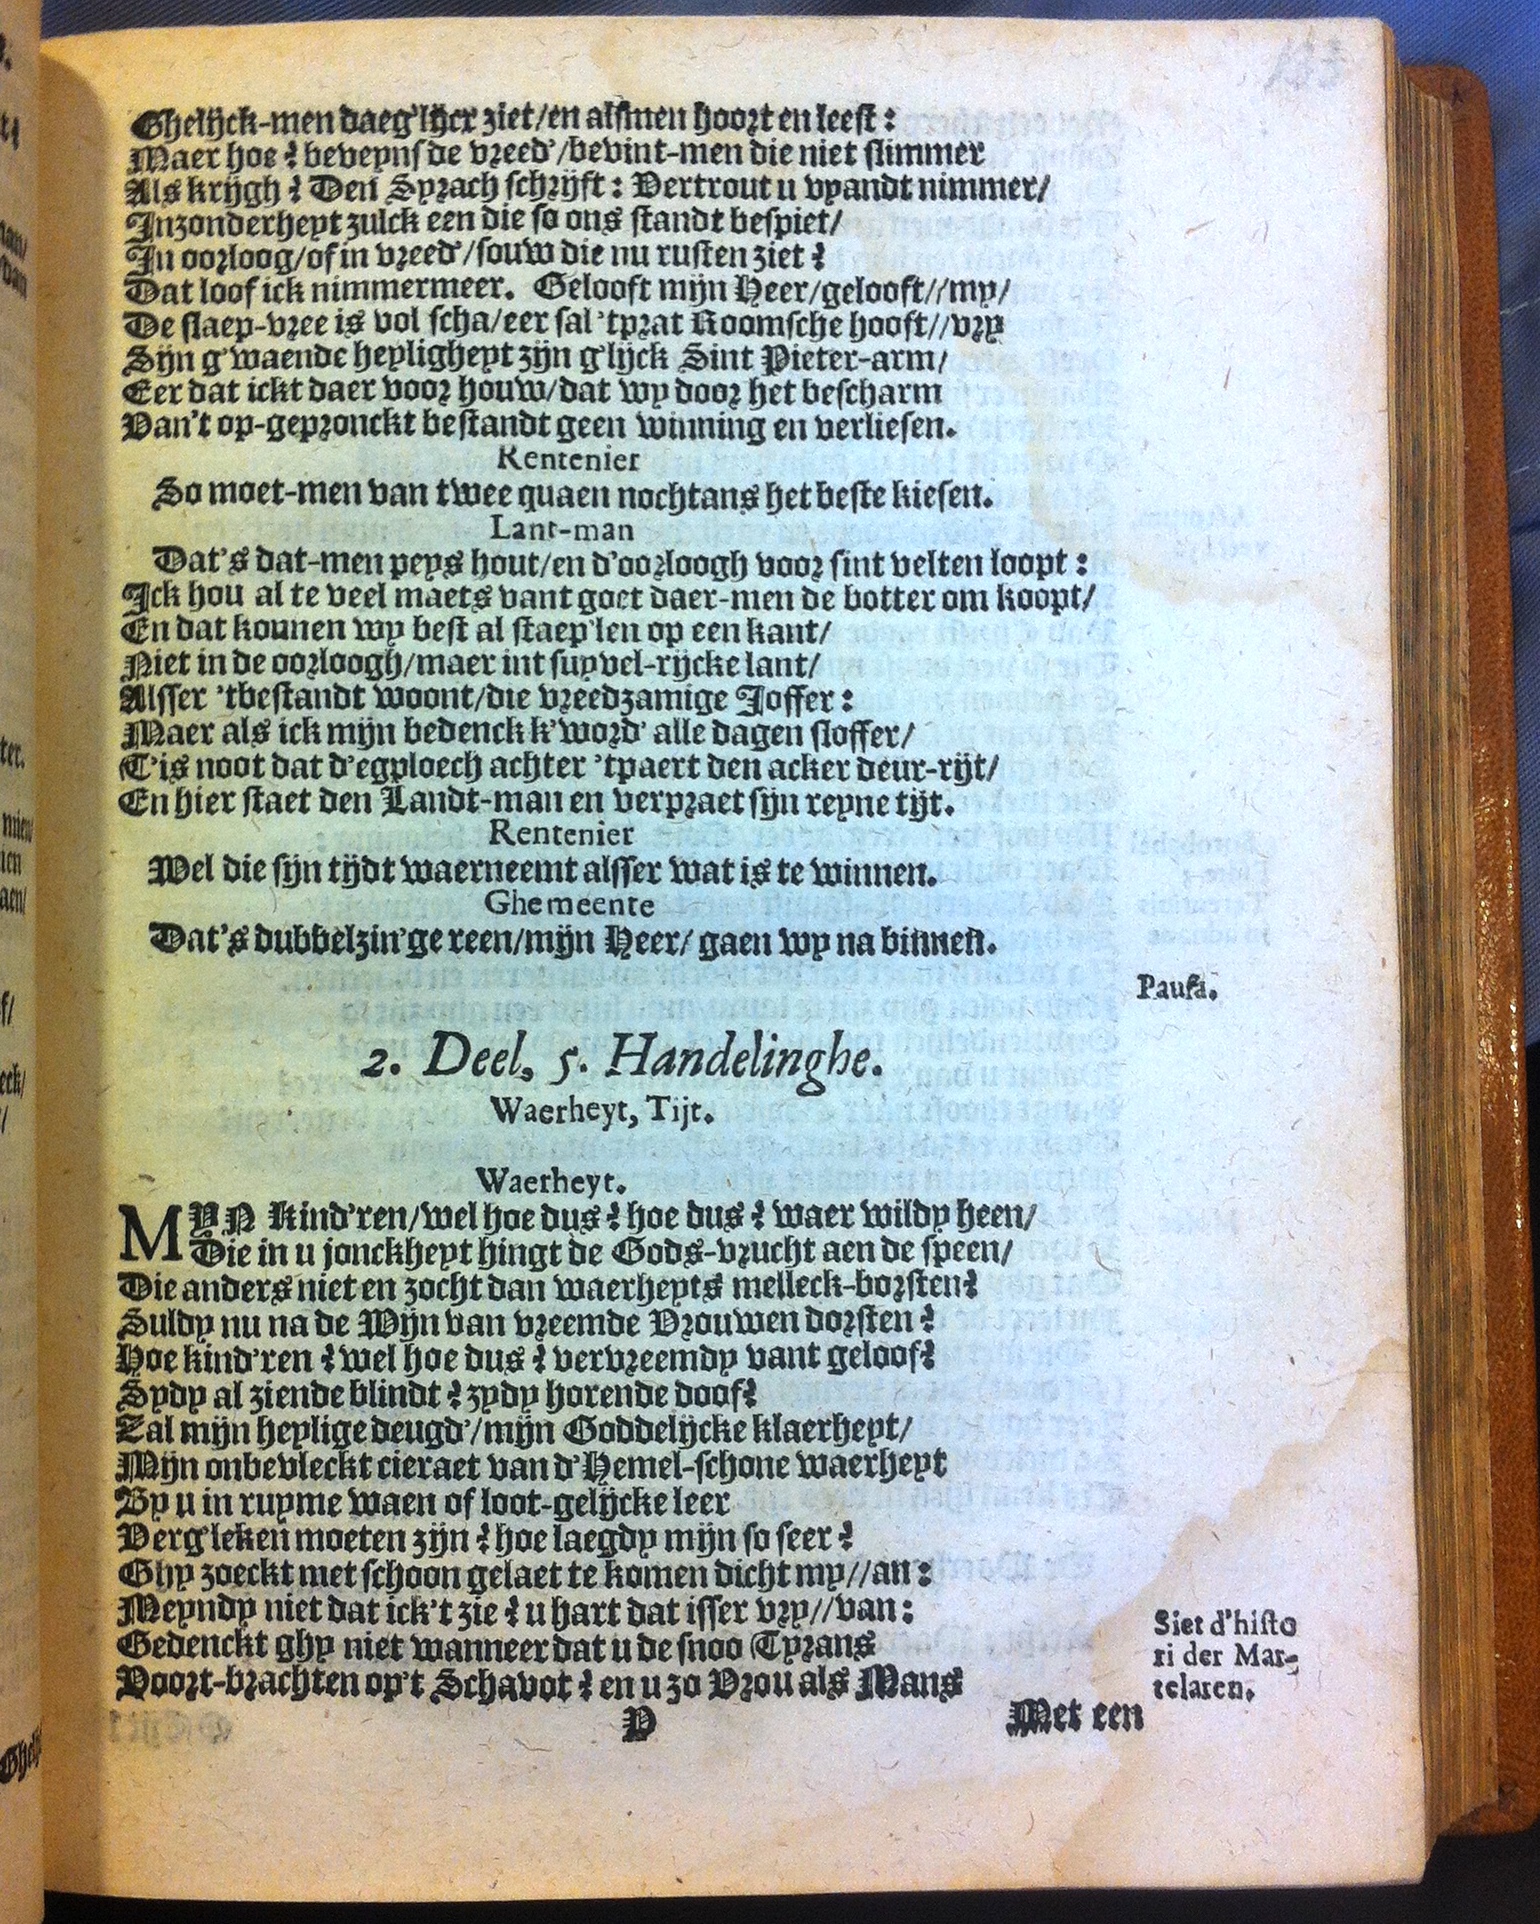 Ghelijck-men daeg'lijcx ziet/en alsmen hoort en leest:
Maer hoe? beveynsde vreed'/bevint-men die niet slimmer
Als krijgh? Den Syrach schrijft: Vertrout u vyandt nimmer/
Inzonderheyt zulck een die so ons standt bespiet/
In oorloog/of in vreed'/souw die nu rusten ziet?
Dat loof ick nimmermeer. Gelooft mijn Heer/gelooft//my/
De slaep-vree is vol scha/eer sal 'tprat Roomsche hooft//vry
Sijn g'waende heyligheyt zijn g'lijck Sint Pieter-arm/
Eer dat ickt daer voor houw/dat wy door het bescharm
Van't op-gepronckt bestandt geen winning en verliesen.
Rentenier
So moet-men van twee quaen nochtans het beste kiesen.
Lant-man
Dat's dat-men peys hout/en d'oorloogh voor sint velten loopt:
Ick hou al te veel maets vant goet daer-men de botter om koopt/
En dat kounen wy best al staep'len op een kant/
Niet in de oorloogh/maer int suyvel-rijcke lant/
Alsser 'tbestandt woont/die vreedzamige Joffer:
Maer als ick mijn bedenck k'word' alle dagen sloffer/
T'is noot dat d'egploech achter 'tpaert den acker deur-rijt/
En hier staet den Landt-man en verpraet sijn reyne tijt.
Rentenier
Wel die sijn tijdt waerneemt alsser wat is te winnen.
Ghemeente
Dat's dubbelzin'ge reen/mijn Heer/ gaen wy na binnen.
Pausa.
2. Deel, 5. Handelinghe.
Waerheyt, Tijt.
Waerheyt.
MYN Kind'ren/wel hoe dus? hoe dus? waer wildy heen/
Die in u jonckheyt hingt de Gods-vrucht aen de speen/
Die anders niet en zocht dan waerheyts melleck-borsten?
Suldy nu na de Wijn van vreemde Vrouwen dorsten?
Hoe kind'ren? wel hoe dus? vervreemdy vant geloof?
Sydy al ziende blindt? zydy horende doof?
Zal mijn heylige deugd'/mijn Goddelijcke klaerheyt/
Mijn onbevleckt cieraet van d'Hemel-schone waerheyt
By u in ruyme waen of loot-gelijcke leer
Verg'leken moeten zijn? hoe laegdy mijn so seer?
Ghy zoeckt met schoon gelaet te komen dicht my//an:
Meyndy niet dat ick't zie? u hart dat isser vry//van:
Gedenckt ghy niet wanneer dat u de snoo Tyrans
Voort-brachten op't Schavot? en u zo Vrou als Mans
Siet d'histo
ri der Mar-
telaren.
P
Met een